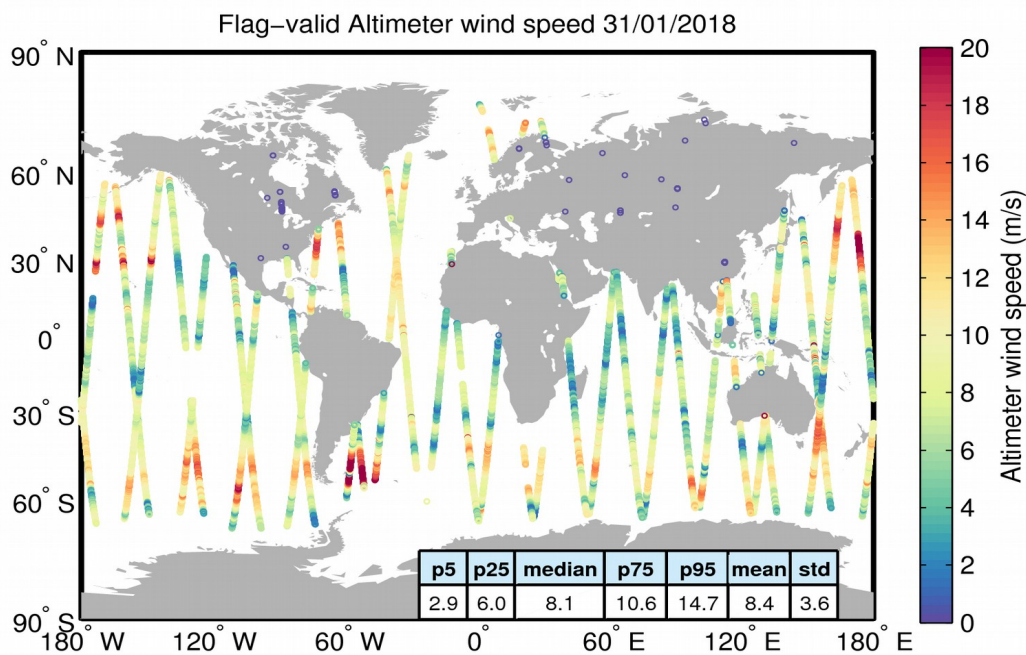 Flag−valid Altimeter wind speed 31/01/2018
90° N
60° N
30° N
0°
30° S
60° S
90° S
180° W
120° W
60° W
0°
60° E
120° E
180° E
p5 p25 median p75 p95 mean std
2.9 6.0 8.1 10.6 14.7 8.4 3.6
20
18
16
14
12
10
8
6
4
2
0
Altimeter wind speed (m/s)